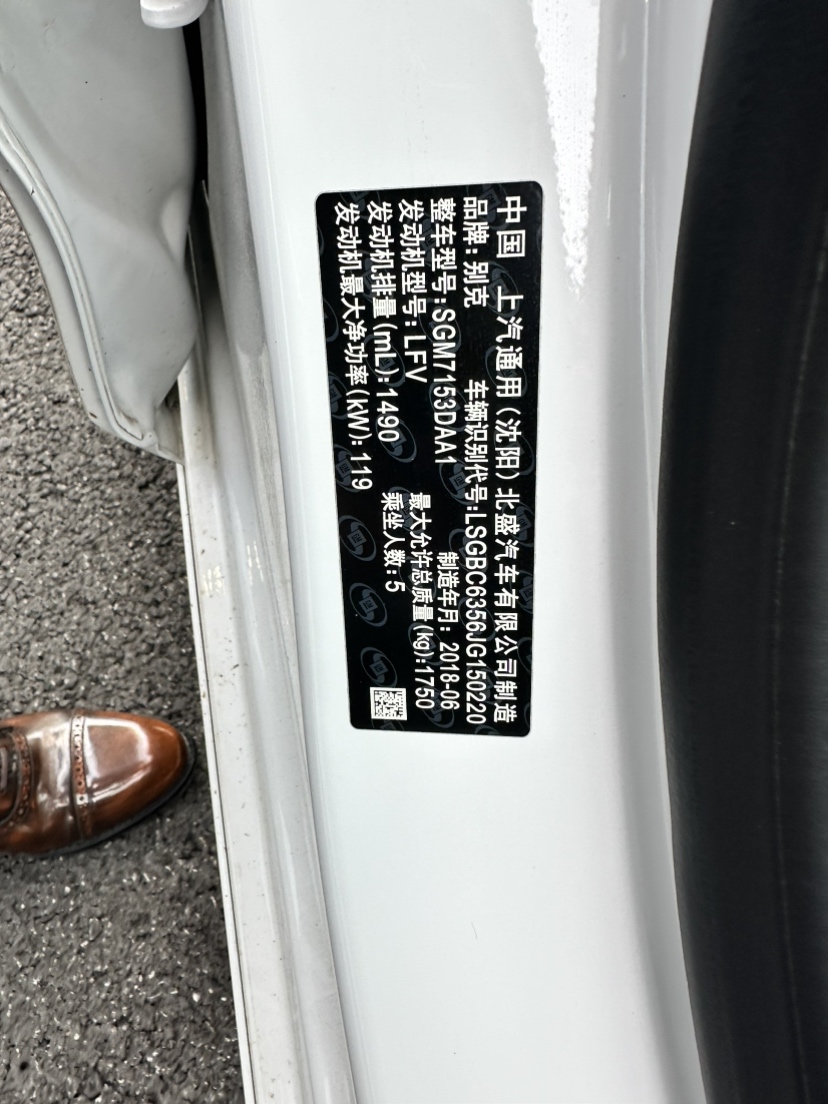 中国 上汽通用(沈阳)北盛汽车有限公司制造
品牌:别克 车辆识别代号:LSGBC6356JG150220
整车型号:SGM7153DAA1 制造年月:2018-06
发动机型号:LFV 最大允许总质量(kg):1750
发动机排量(mL):1490 乘坐人数:5
发动机最大净功率(kW):119